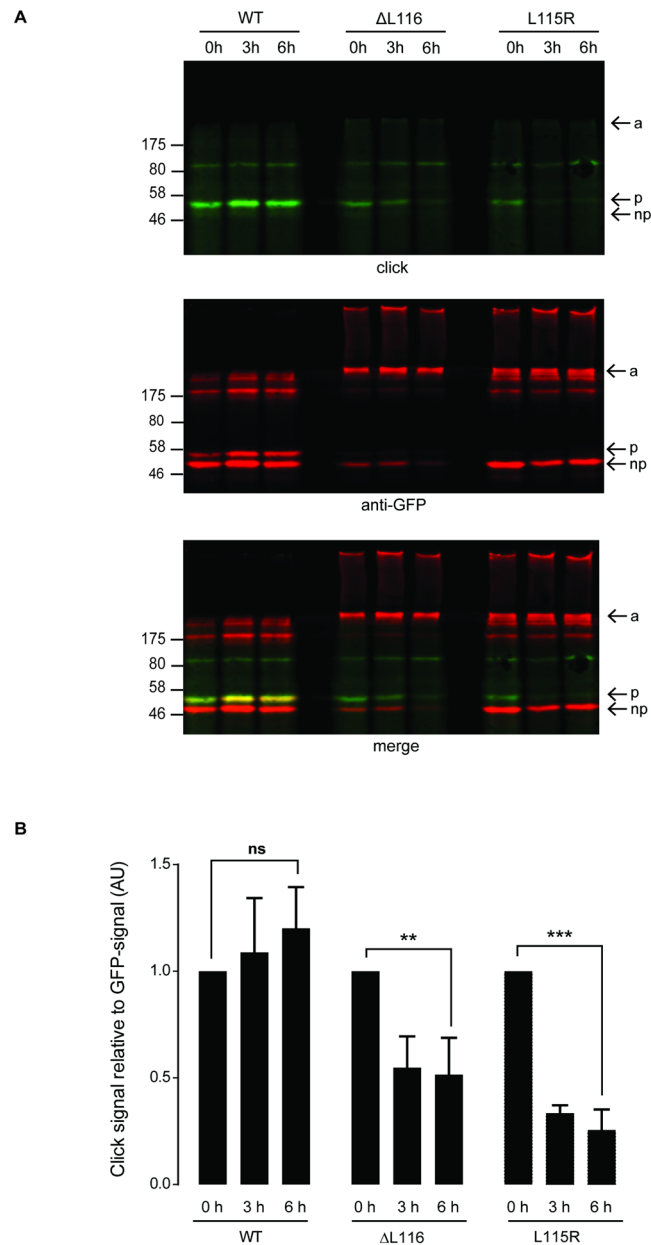 A
WT ΔL116 L115R
0h 3h 6h 0h 3h 6h 0h 3h 6h
a
175
80
58
p
46
np
click
a
175
80
58
p
np
46
anti-GFP
a
175
80
58
p
np
46
merge
B
Click signal relative to GFP-signal (AU)
1.5
1.0
0.5
0.0
ns
**
***
0 h 3 h 6 h 0 h 3 h 6 h 0 h 3 h 6 h
WT ΔL116 L115R